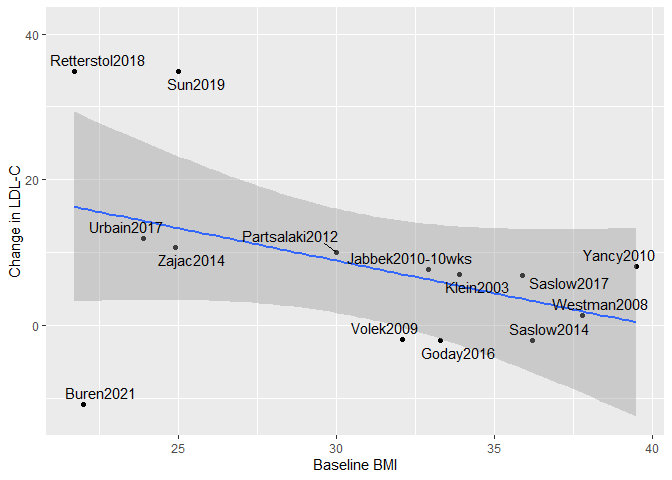 40
Retterstol2018
Sun2019
20
Urbain2017
Partsalaki2012
Zajac2014
Jabbek2010-10wks
Yancy2010
Klein2003
Saslow2017
Westman2008
0
Volek2009
Saslow2014
Goday2016
Buren2021
Change in LDL-C
25 30 35 40
Baseline BMI